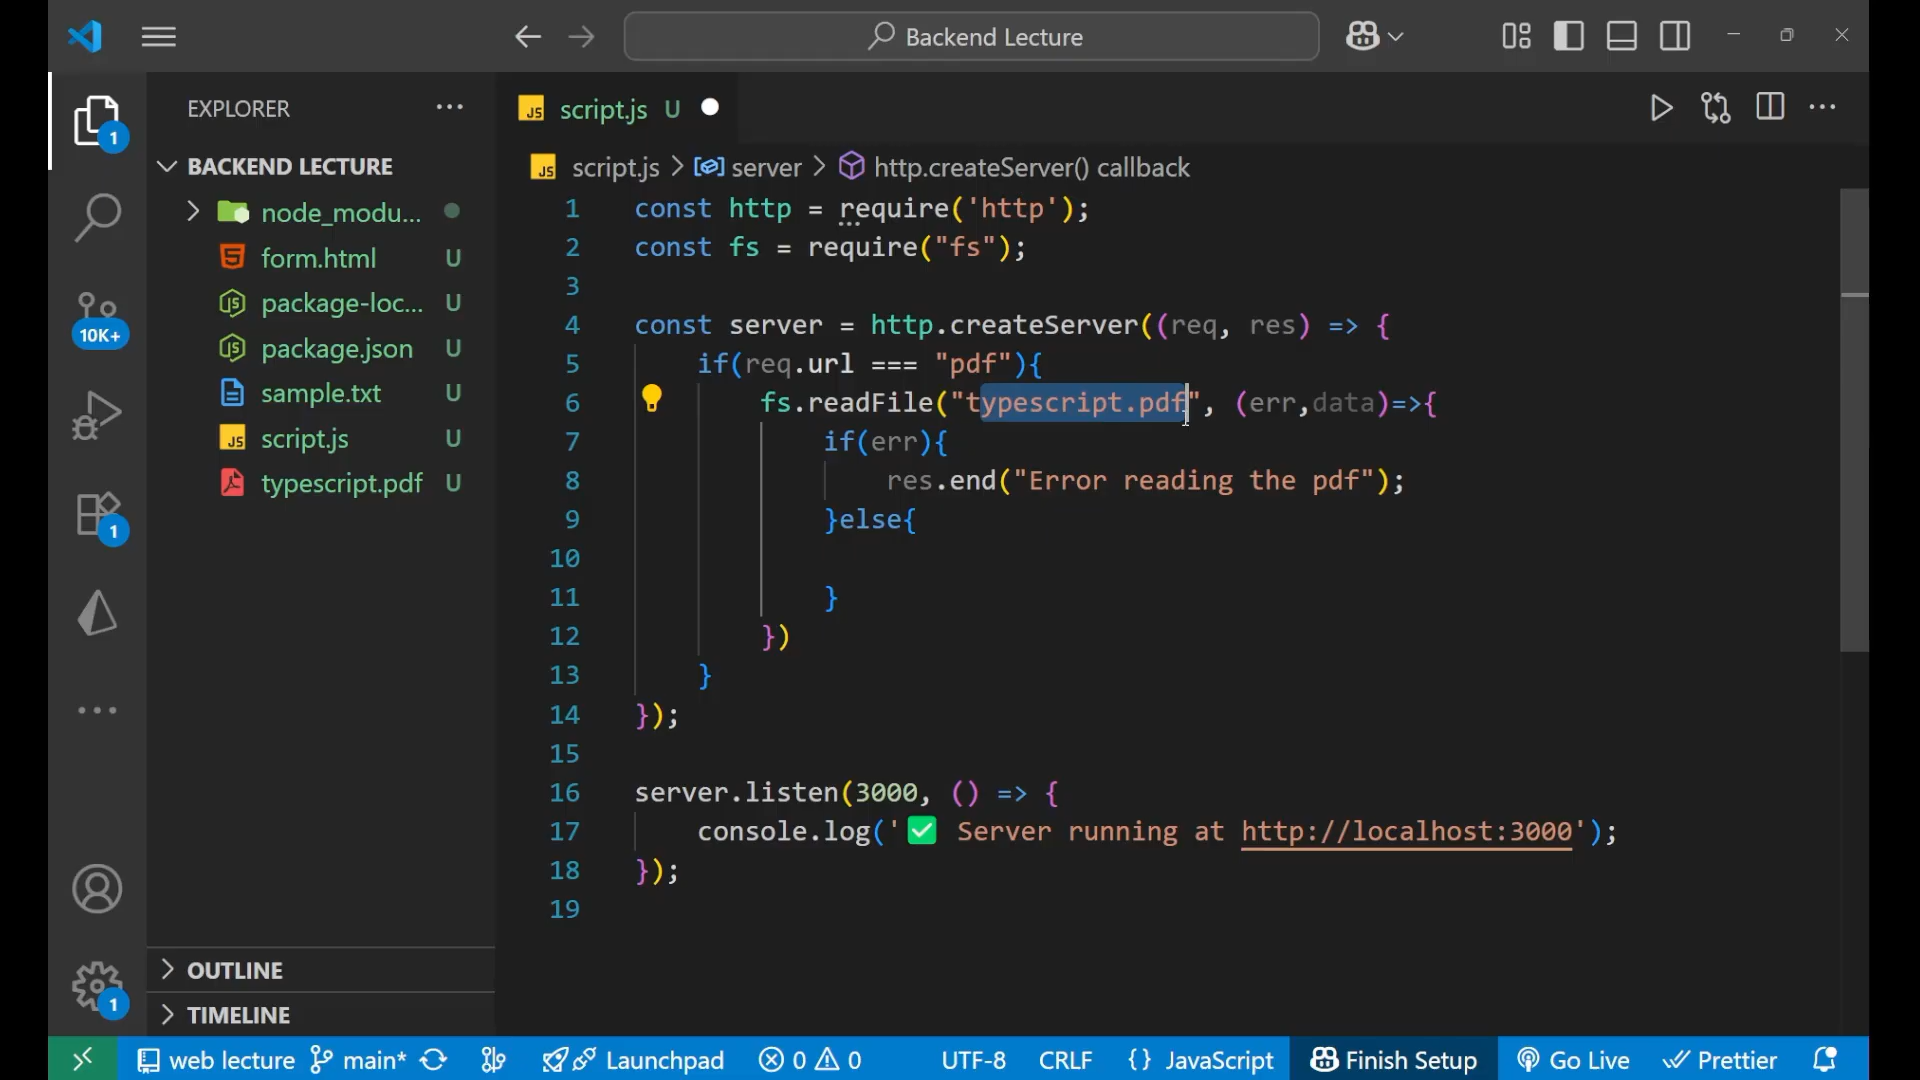 Backend Lecture
EXPLORER
BACKEND LECTURE
node_modu...
form.html U
package-loc... U
package.json U
sample.txt U
script.js U
typescript.pdf U
OUTLINE
TIMELINE
1
10K+
1
1
JS script.js U
JS script.js > server > http.createServer() callback
1 const http = require('http');
2 const fs = require("fs");
3
4 const server = http.createServer((req, res) => {
5 if(req.url === "pdf"){
6 fs.readFile("typescript.pdf", (err,data)=>{
7 if(err){
8 res.end("Error reading the pdf");
9 }else{
10
11 }
12 })
13 }
14 });
15
16 server.listen(3000, () => {
17 console.log('✅ Server running at http://localhost:3000');
18 });
19
web lecture main* Launchpad 0 0 UTF-8 CRLF {} JavaScript Finish Setup Go Live Prettier